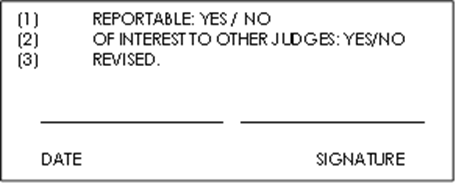 (1) REPORTABLE: YES / NO
(2) OF INTEREST TO OTHER JUDGES: YES/NO
(3) REVISED.
DATE SIGNATURE